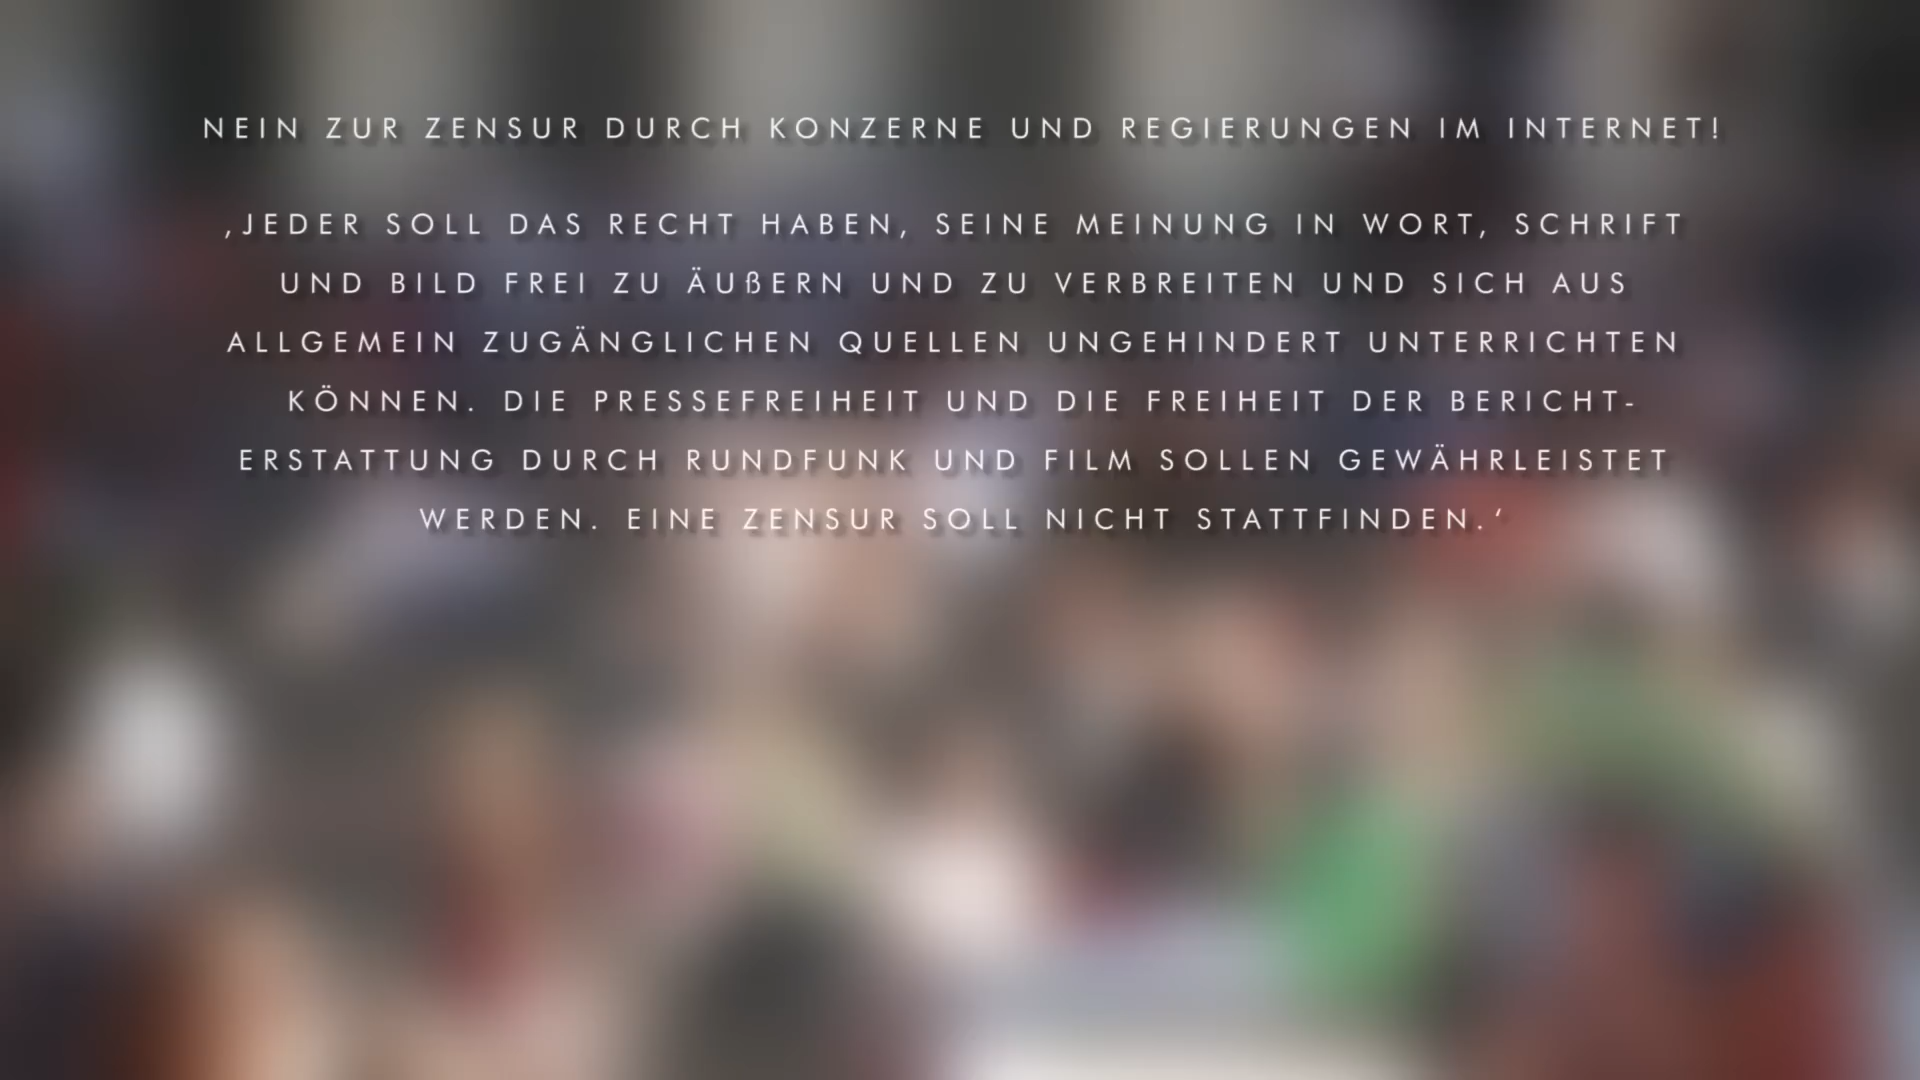 NEIN ZUR ZENSUR DURCH KONZERNE UND REGIERUNGEN IM INTERNET!
‚JEDER SOLL DAS RECHT HABEN, SEINE MEINUNG IN WORT, SCHRIFT
UND BILD FREI ZU ÄUßERN UND ZU VERBREITEN UND SICH AUS
ALLGEMEIN ZUGÄNGLICHEN QUELLEN UNGEHINDERT UNTERRICHTEN
KÖNNEN. DIE PRESSEFREIHEIT UND DIE FREIHEIT DER BERICHT-
ERSTATTUNG DURCH RUNDFUNK UND FILM SOLLEN GEWÄHRLEISTET
WERDEN. EINE ZENSUR SOLL NICHT STATTFINDEN.‘